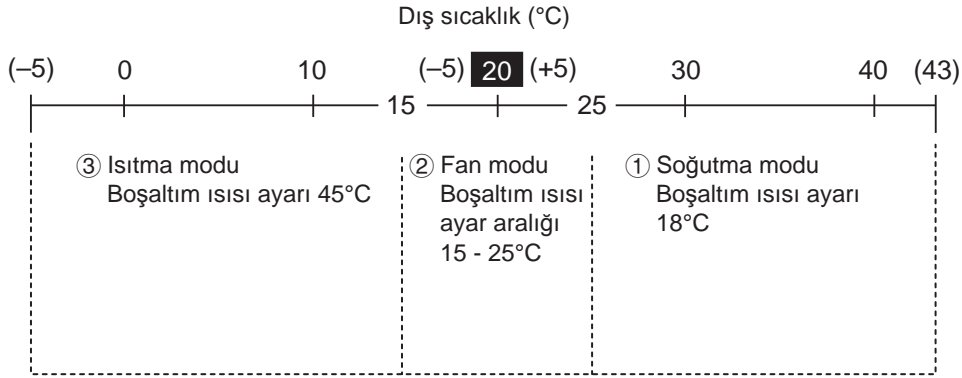 Dış sıcaklık (°C)
(–5) 0 10 (–5) 20 (+5) 30 40 (43)
15 25
③ Isıtma modu
Boşaltım ısısı ayarı 45°C
② Fan modu
Boşaltım ısısı
ayar aralığı
15 - 25°C
① Soğutma modu
Boşaltım ısısı ayarı
18°C